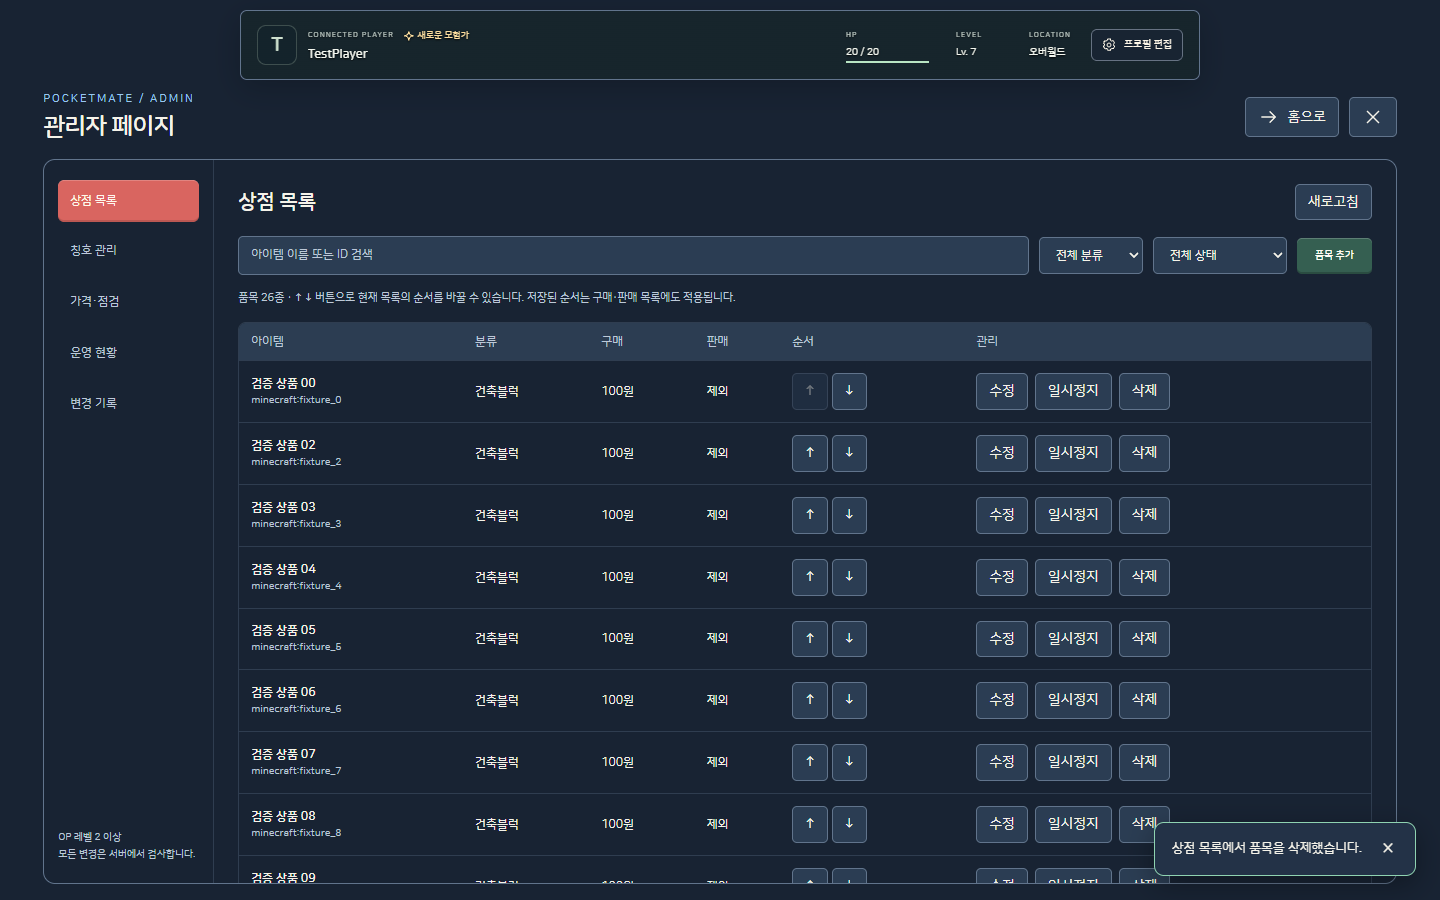 T
CONNECTED PLAYER 새로운 모험가
TestPlayer
HP
20 / 20
LEVEL
Lv. 7
LOCATION
오버월드
프로필 편집
POCKETMATE / ADMIN
관리자 페이지
→ 홈으로
상점 목록
칭호 관리
가격·점검
운영 현황
변경 기록
OP 레벨 2 이상
모든 변경은 서버에서 검사합니다.
상점 목록
새로고침
아이템 이름 또는 ID 검색
전체 분류
전체 상태
품목 추가
품목 26종 · ↑ ↓ 버튼으로 현재 목록의 순서를 바꿀 수 있습니다. 저장된 순서는 구매·판매 목록에도 적용됩니다.
아이템 분류 구매 판매 순서 관리
검증 상품 00
minecraft:fixture_0
건축블럭 100원 제외 ↑ ↓ 수정 일시정지 삭제
검증 상품 02
minecraft:fixture_2
건축블럭 100원 제외 ↑ ↓ 수정 일시정지 삭제
검증 상품 03
minecraft:fixture_3
건축블럭 100원 제외 ↑ ↓ 수정 일시정지 삭제
검증 상품 04
minecraft:fixture_4
건축블럭 100원 제외 ↑ ↓ 수정 일시정지 삭제
검증 상품 05
minecraft:fixture_5
건축블럭 100원 제외 ↑ ↓ 수정 일시정지 삭제
검증 상품 06
minecraft:fixture_6
건축블럭 100원 제외 ↑ ↓ 수정 일시정지 삭제
검증 상품 07
minecraft:fixture_7
건축블럭 100원 제외 ↑ ↓ 수정 일시정지 삭제
검증 상품 08
minecraft:fixture_8
건축블럭 100원 제외 ↑ ↓ 수정 일시정지 삭제
검증 상품 09
상점 목록에서 품목을 삭제했습니다.